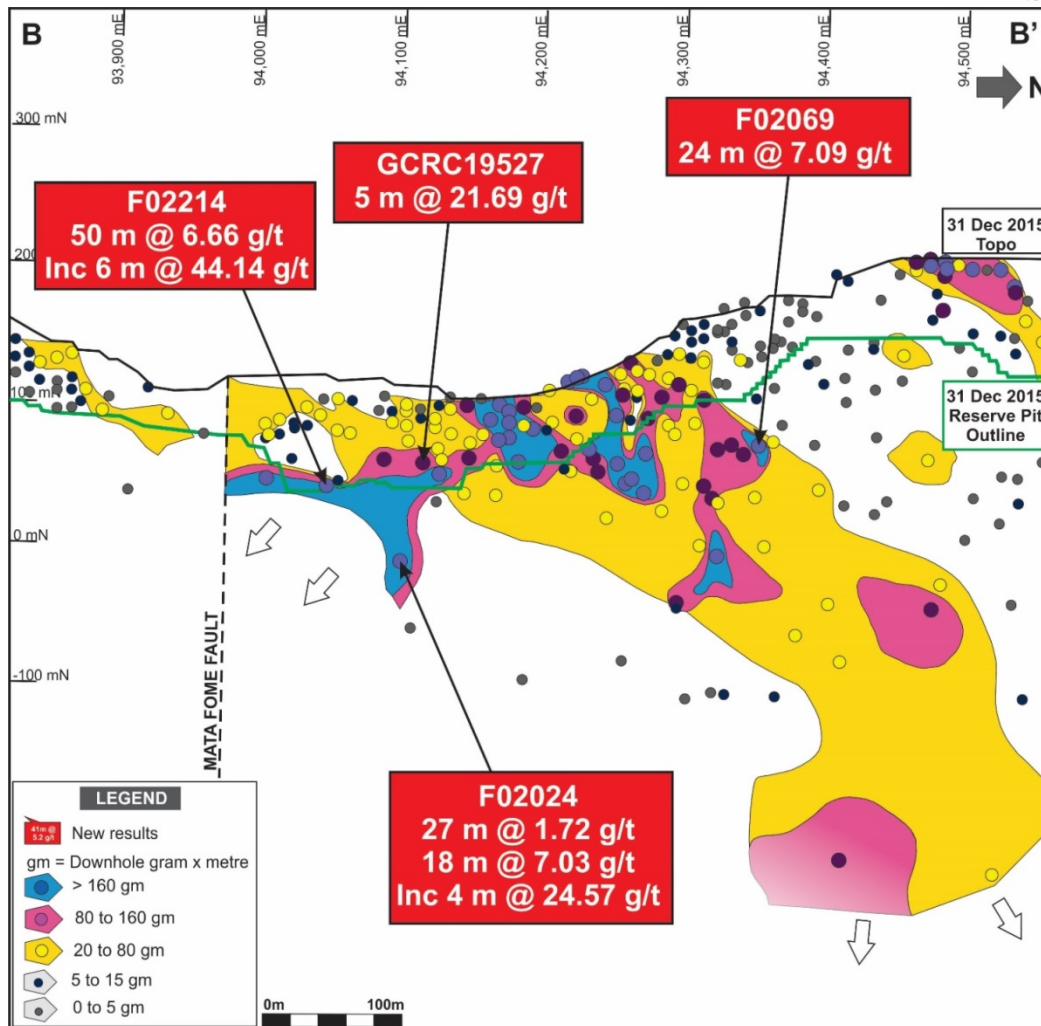 B
B'
93,900 mE
94,000 mE
94,100 mE
94,200 mE
94,300 mE
94,400 mE
94,500 mE
N
300 mN
F02214
50 m @ 6.66 g/t
Inc 6 m @ 44.14 g/t
GCRC19527
5 m @ 21.69 g/t
F02069
24 m @ 7.09 g/t
31 Dec 2015
Topo
31 Dec 2015
Reserve Pit
Outline
0 mN
-100 mN
MATA FOME FAULT
F02024
27 m @ 1.72 g/t
18 m @ 7.03 g/t
Inc 4 m @ 24.57 g/t
LEGEND
41m @
5.2 g/t
New results
gm = Downhole gram x metre
> 160 gm
80 to 160 gm
20 to 80 gm
5 to 15 gm
0 to 5 gm
0m
100m